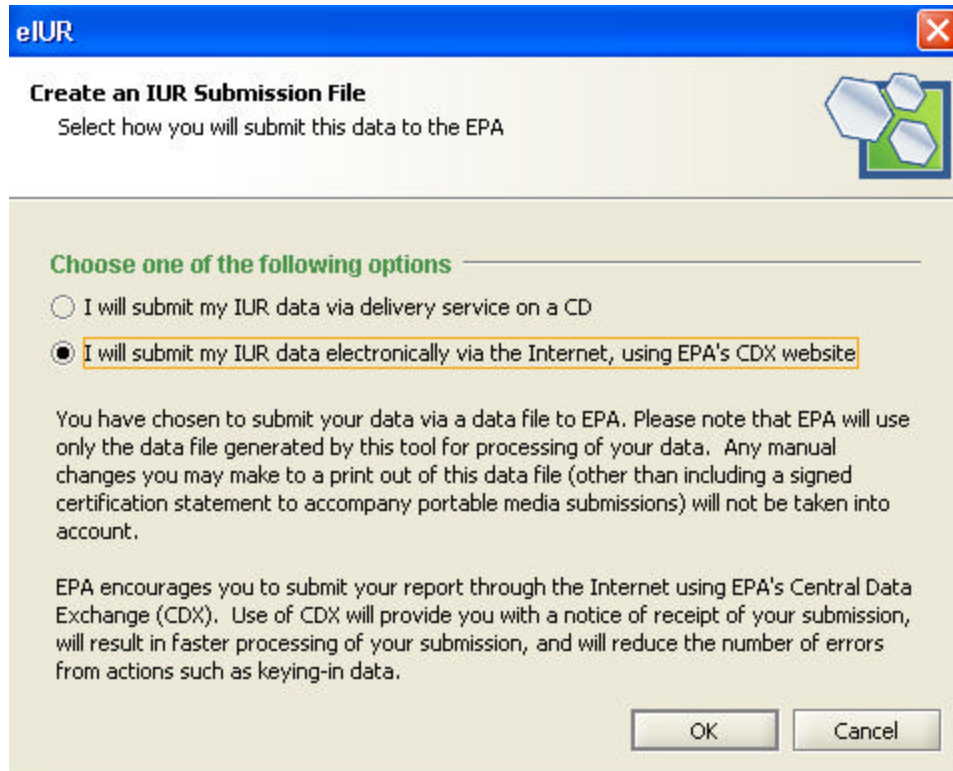 eIUR
Create an IUR Submission File
Select how you will submit this data to the EPA
Choose one of the following options
I will submit my IUR data via delivery service on a CD
I will submit my IUR data electronically via the Internet, using EPA's CDX website
You have chosen to submit your data via a data file to EPA. Please note that EPA will use
only the data file generated by this tool for processing of your data.  Any manual
changes you may make to a print out of this data file (other than including a signed
certification statement to accompany portable media submissions) will not be taken into
account.
EPA encourages you to submit your report through the Internet using EPA's Central Data
Exchange (CDX).  Use of CDX will provide you with a notice of receipt of your submission,
will result in faster processing of your submission, and will reduce the number of errors
from actions such as keying-in data.
OK
Cancel